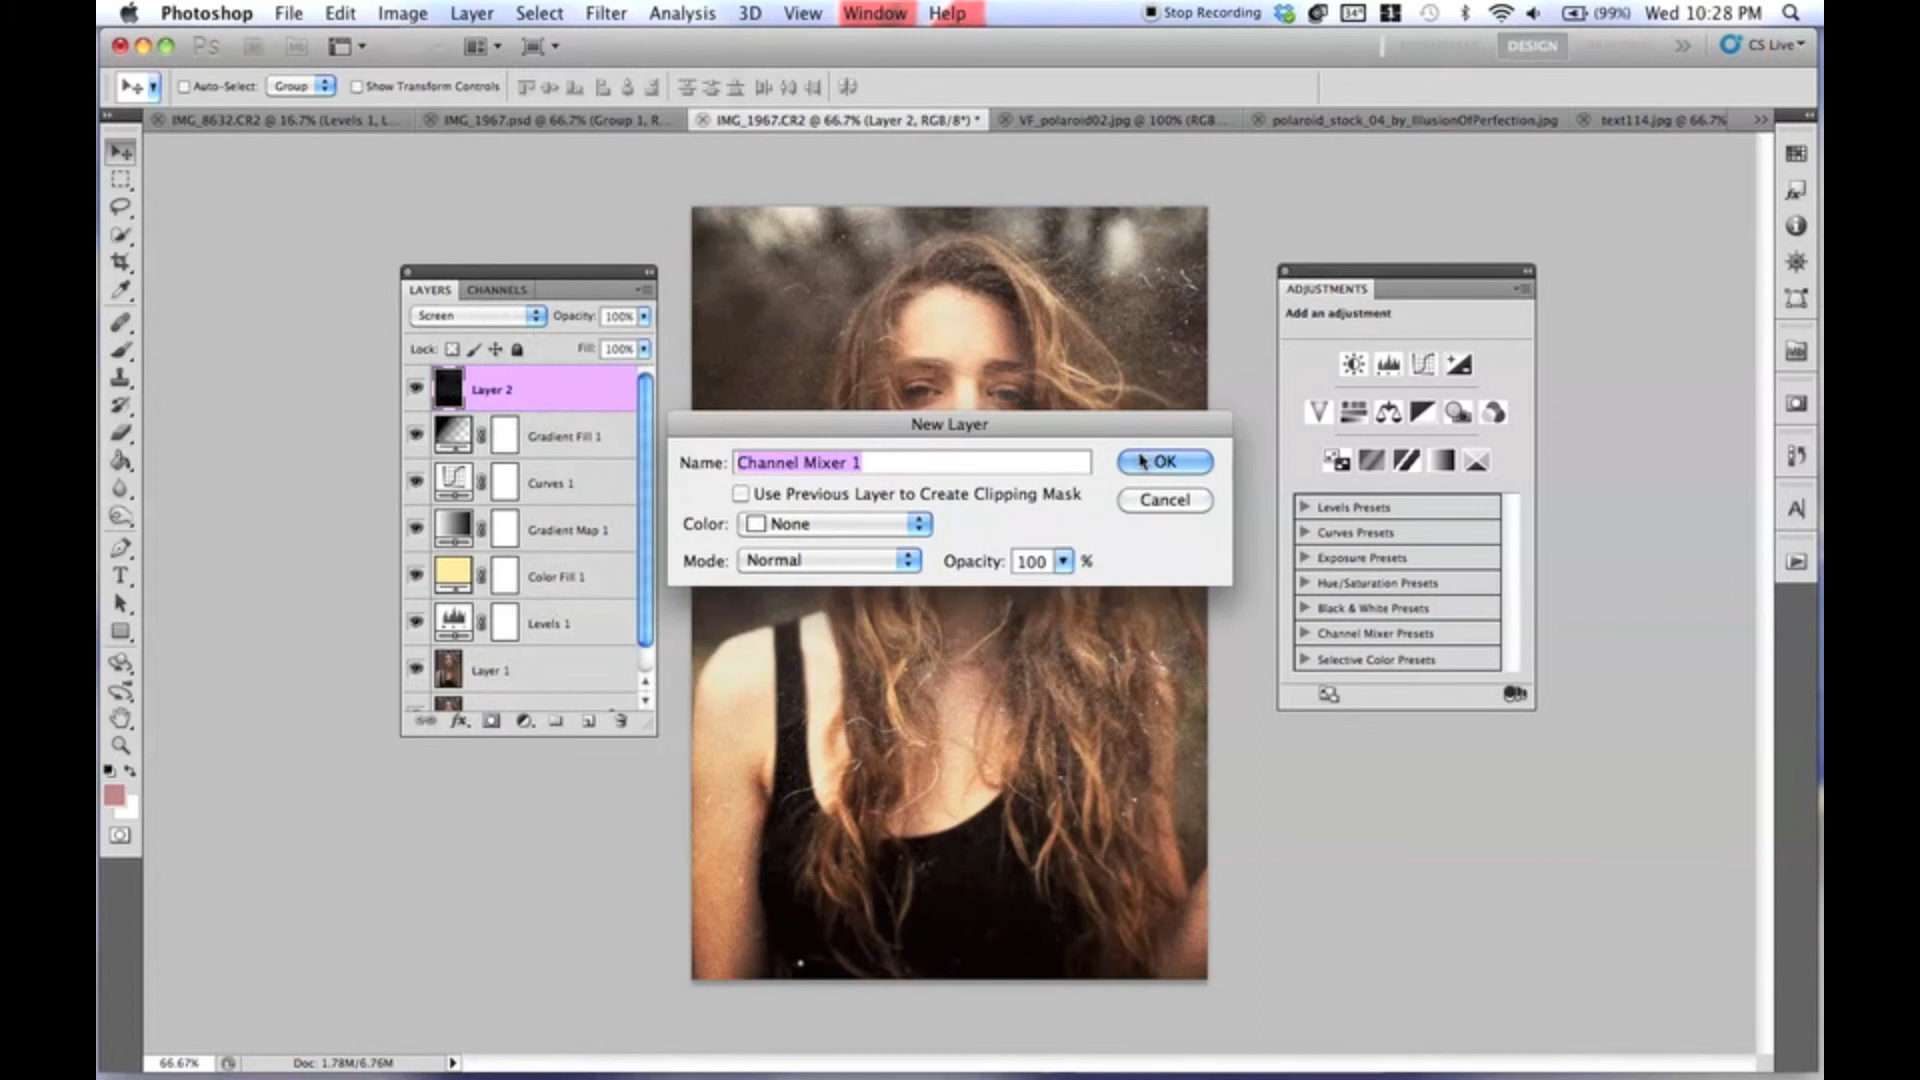 Photoshop File Edit Image Layer Select Filter Analysis 3D View Window Help Stop Recording 34° (99%) Wed 10:28 PM
Ps DESIGN CS Live
Auto-Select: Group Show Transform Controls
IMG_8632.CR2 @ 16.7% (Levels 1, L... IMG_1967.psd @ 66.7% (Group 1, R... IMG_1967.CR2 @ 66.7% (Layer 2, RGB/8*) * VF_polaroid02.jpg @ 100% (RGB... polaroid_stock_04_by_IllusionOfPerfection.jpg text114.jpg @ 66.7%
LAYERS CHANNELS
Screen Opacity: 100%
Lock: Fill: 100%
Layer 2
Gradient Fill 1
Curves 1
Gradient Map 1
Color Fill 1
Levels 1
Layer 1
New Layer
Name: Channel Mixer 1 OK
Use Previous Layer to Create Clipping Mask Cancel
Color: None
Mode: Normal Opacity: 100 %
ADJUSTMENTS
Add an adjustment
Levels Presets
Curves Presets
Exposure Presets
Hue/Saturation Presets
Black & White Presets
Channel Mixer Presets
Selective Color Presets
66.67% Doc: 1.78M/6.76M